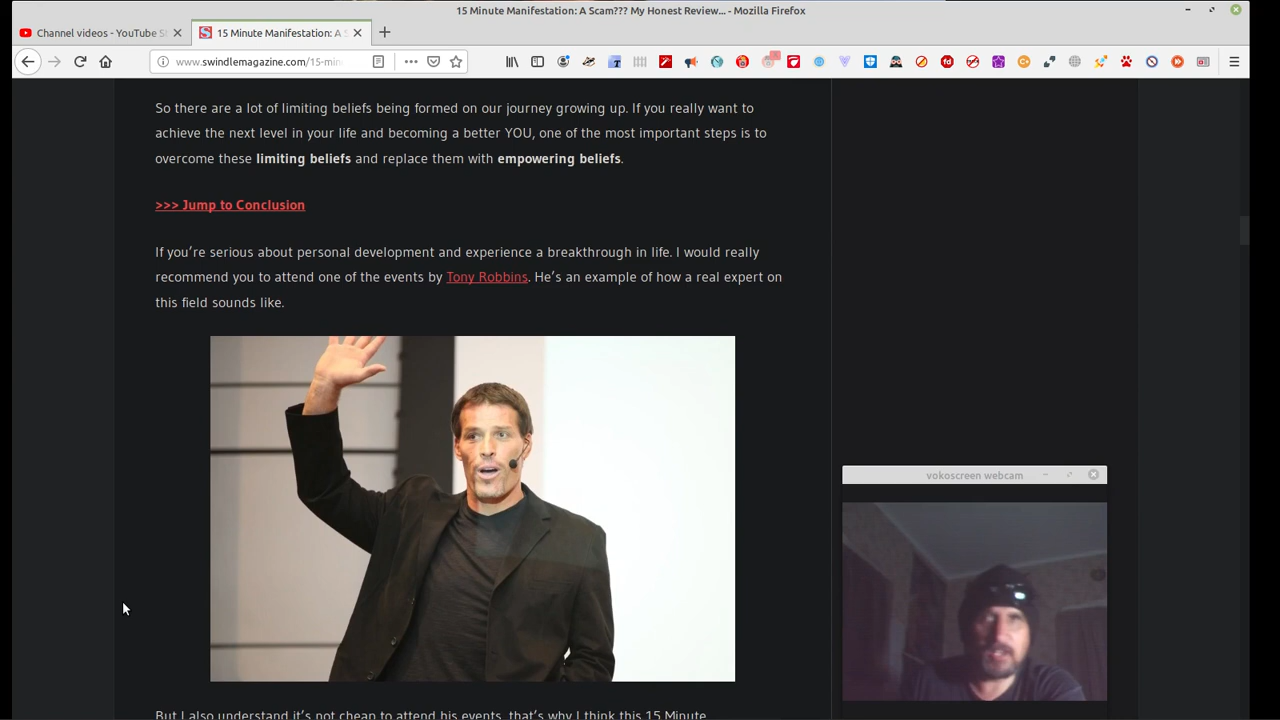 15 Minute Manifestation: A Scam??? My Honest Review... - Mozilla Firefox
Channel videos - YouTube S
15 Minute Manifestation: A S
www.swindlemagazine.com/15-min
So there are a lot of limiting beliefs being formed on our journey growing up. If you really want to
achieve the next level in your life and becoming a better YOU, one of the most important steps is to
overcome these limiting beliefs and replace them with empowering beliefs.
>>> Jump to Conclusion
If you’re serious about personal development and experience a breakthrough in life. I would really
recommend you to attend one of the events by Tony Robbins. He’s an example of how a real expert on
this field sounds like.
vokoscreen webcam
But I also understand it’s not cheap to attend his events, that’s why I think this 15 Minute